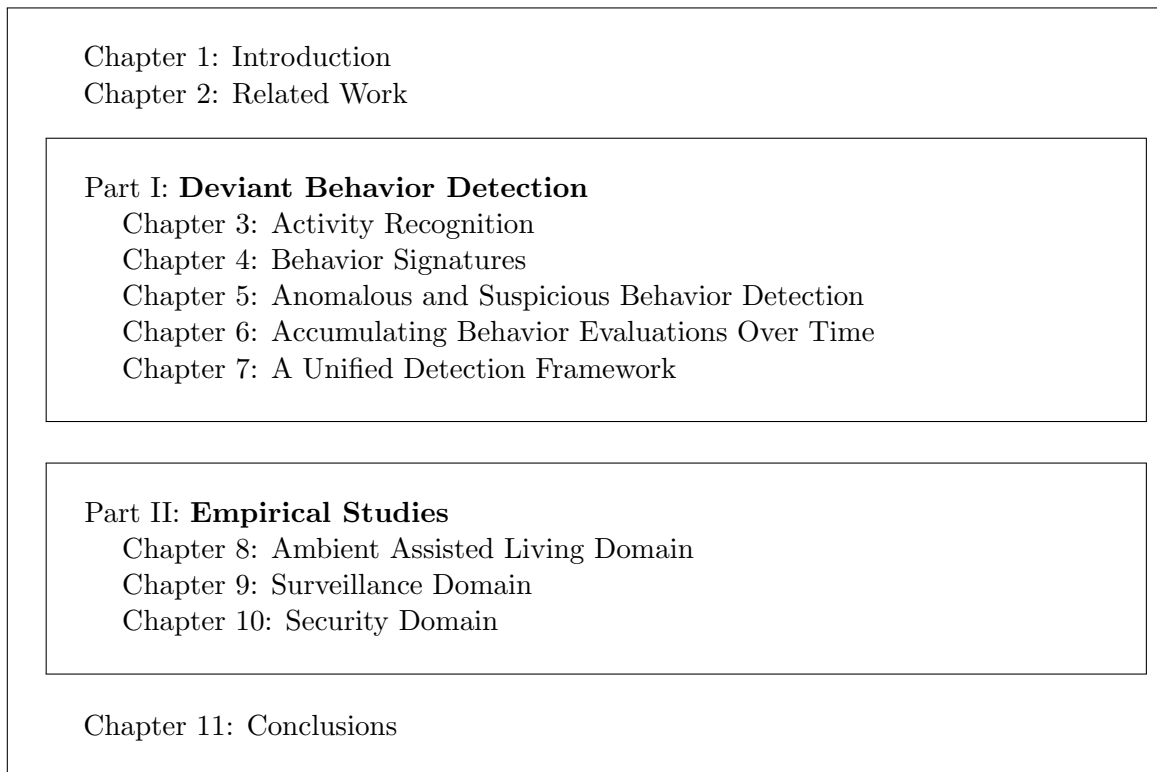 Chapter 1: Introduction
Chapter 2: Related Work
Part I: Deviant Behavior Detection
Chapter 3: Activity Recognition
Chapter 4: Behavior Signatures
Chapter 5: Anomalous and Suspicious Behavior Detection
Chapter 6: Accumulating Behavior Evaluations Over Time
Chapter 7: A Unified Detection Framework
Part II: Empirical Studies
Chapter 8: Ambient Assisted Living Domain
Chapter 9: Surveillance Domain
Chapter 10: Security Domain
Chapter 11: Conclusions